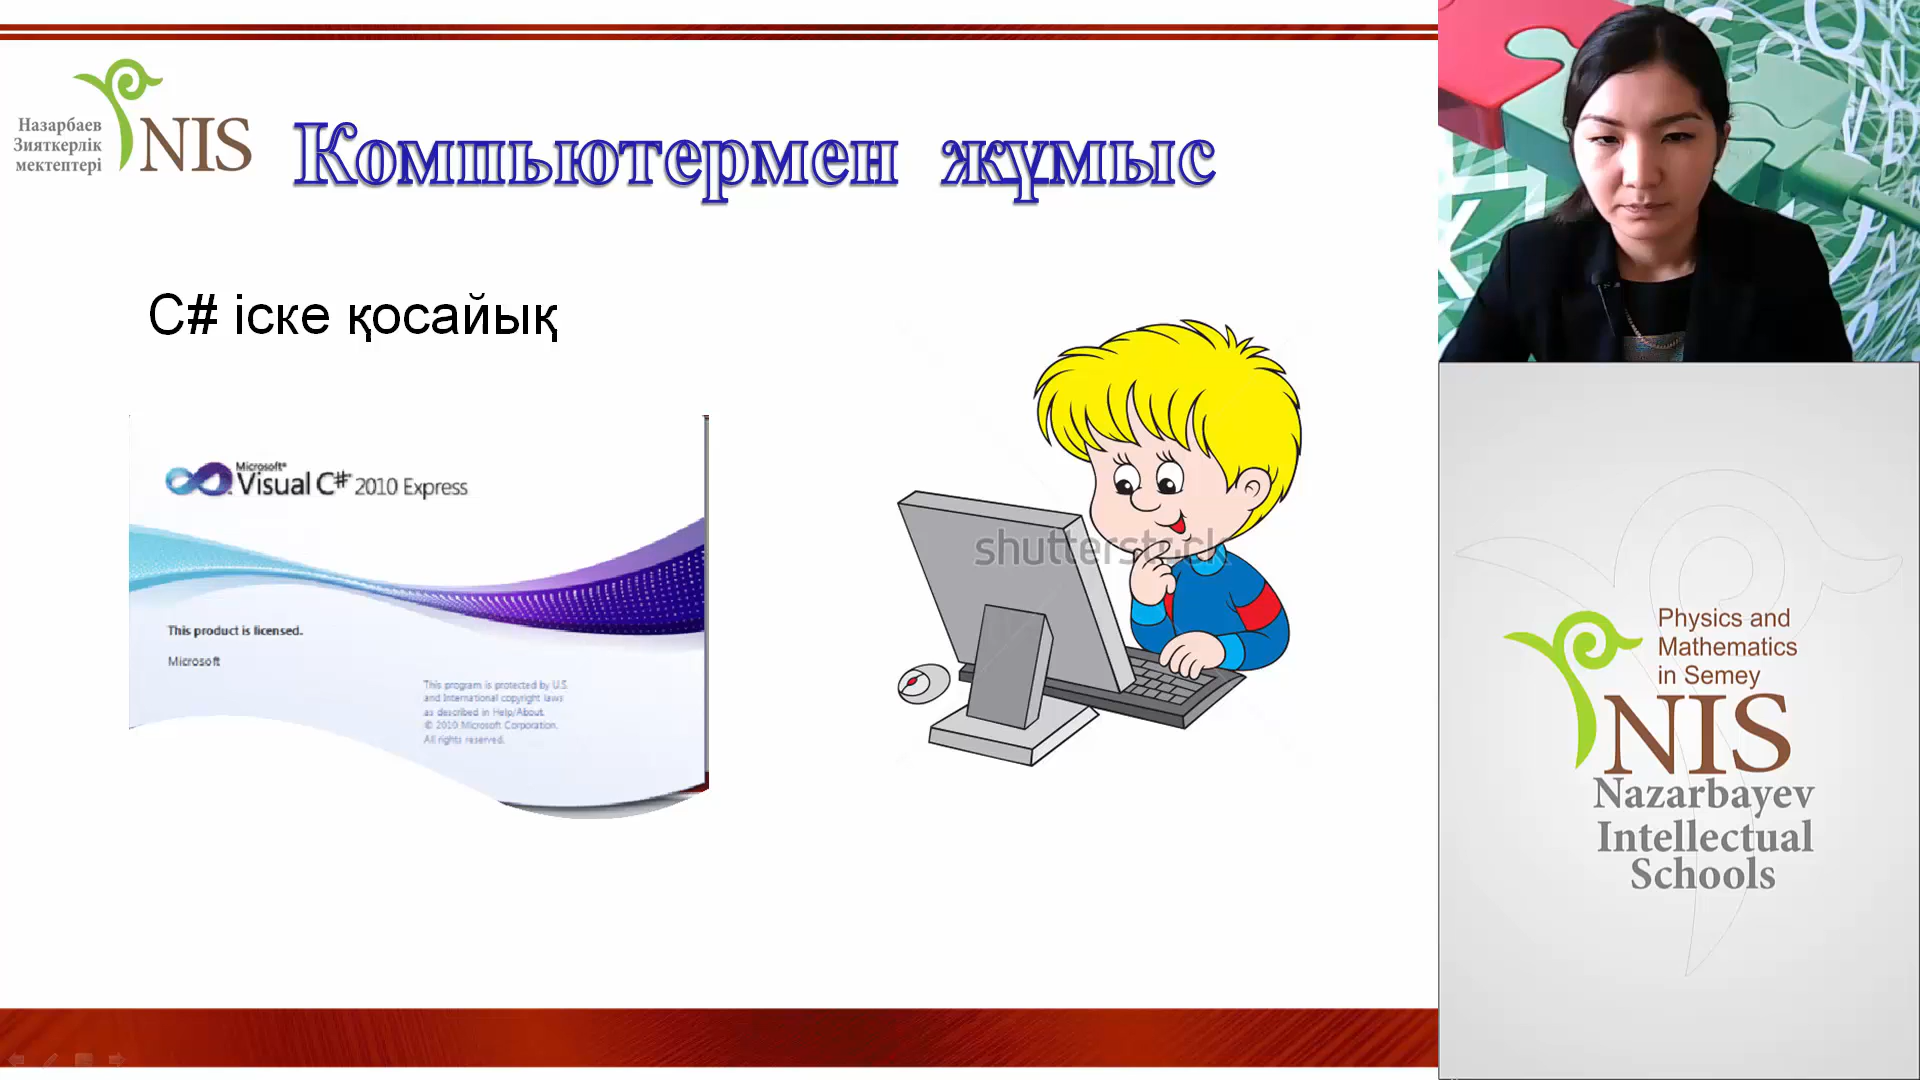 Назарбаев
Зияткерлік
мектептері
NIS
Компьютермен жұмыс
C# іске қосайық
Microsoft®
Visual C# 2010 Express
This product is licensed.
Microsoft
This program is protected by U.S.
and International copyright laws
as described in Help/About.
© 2010 Microsoft Corporation.
All rights reserved.
shutterstock
Physics and
Mathematics
in Semey
NIS
Nazarbayev
Intellectual
Schools